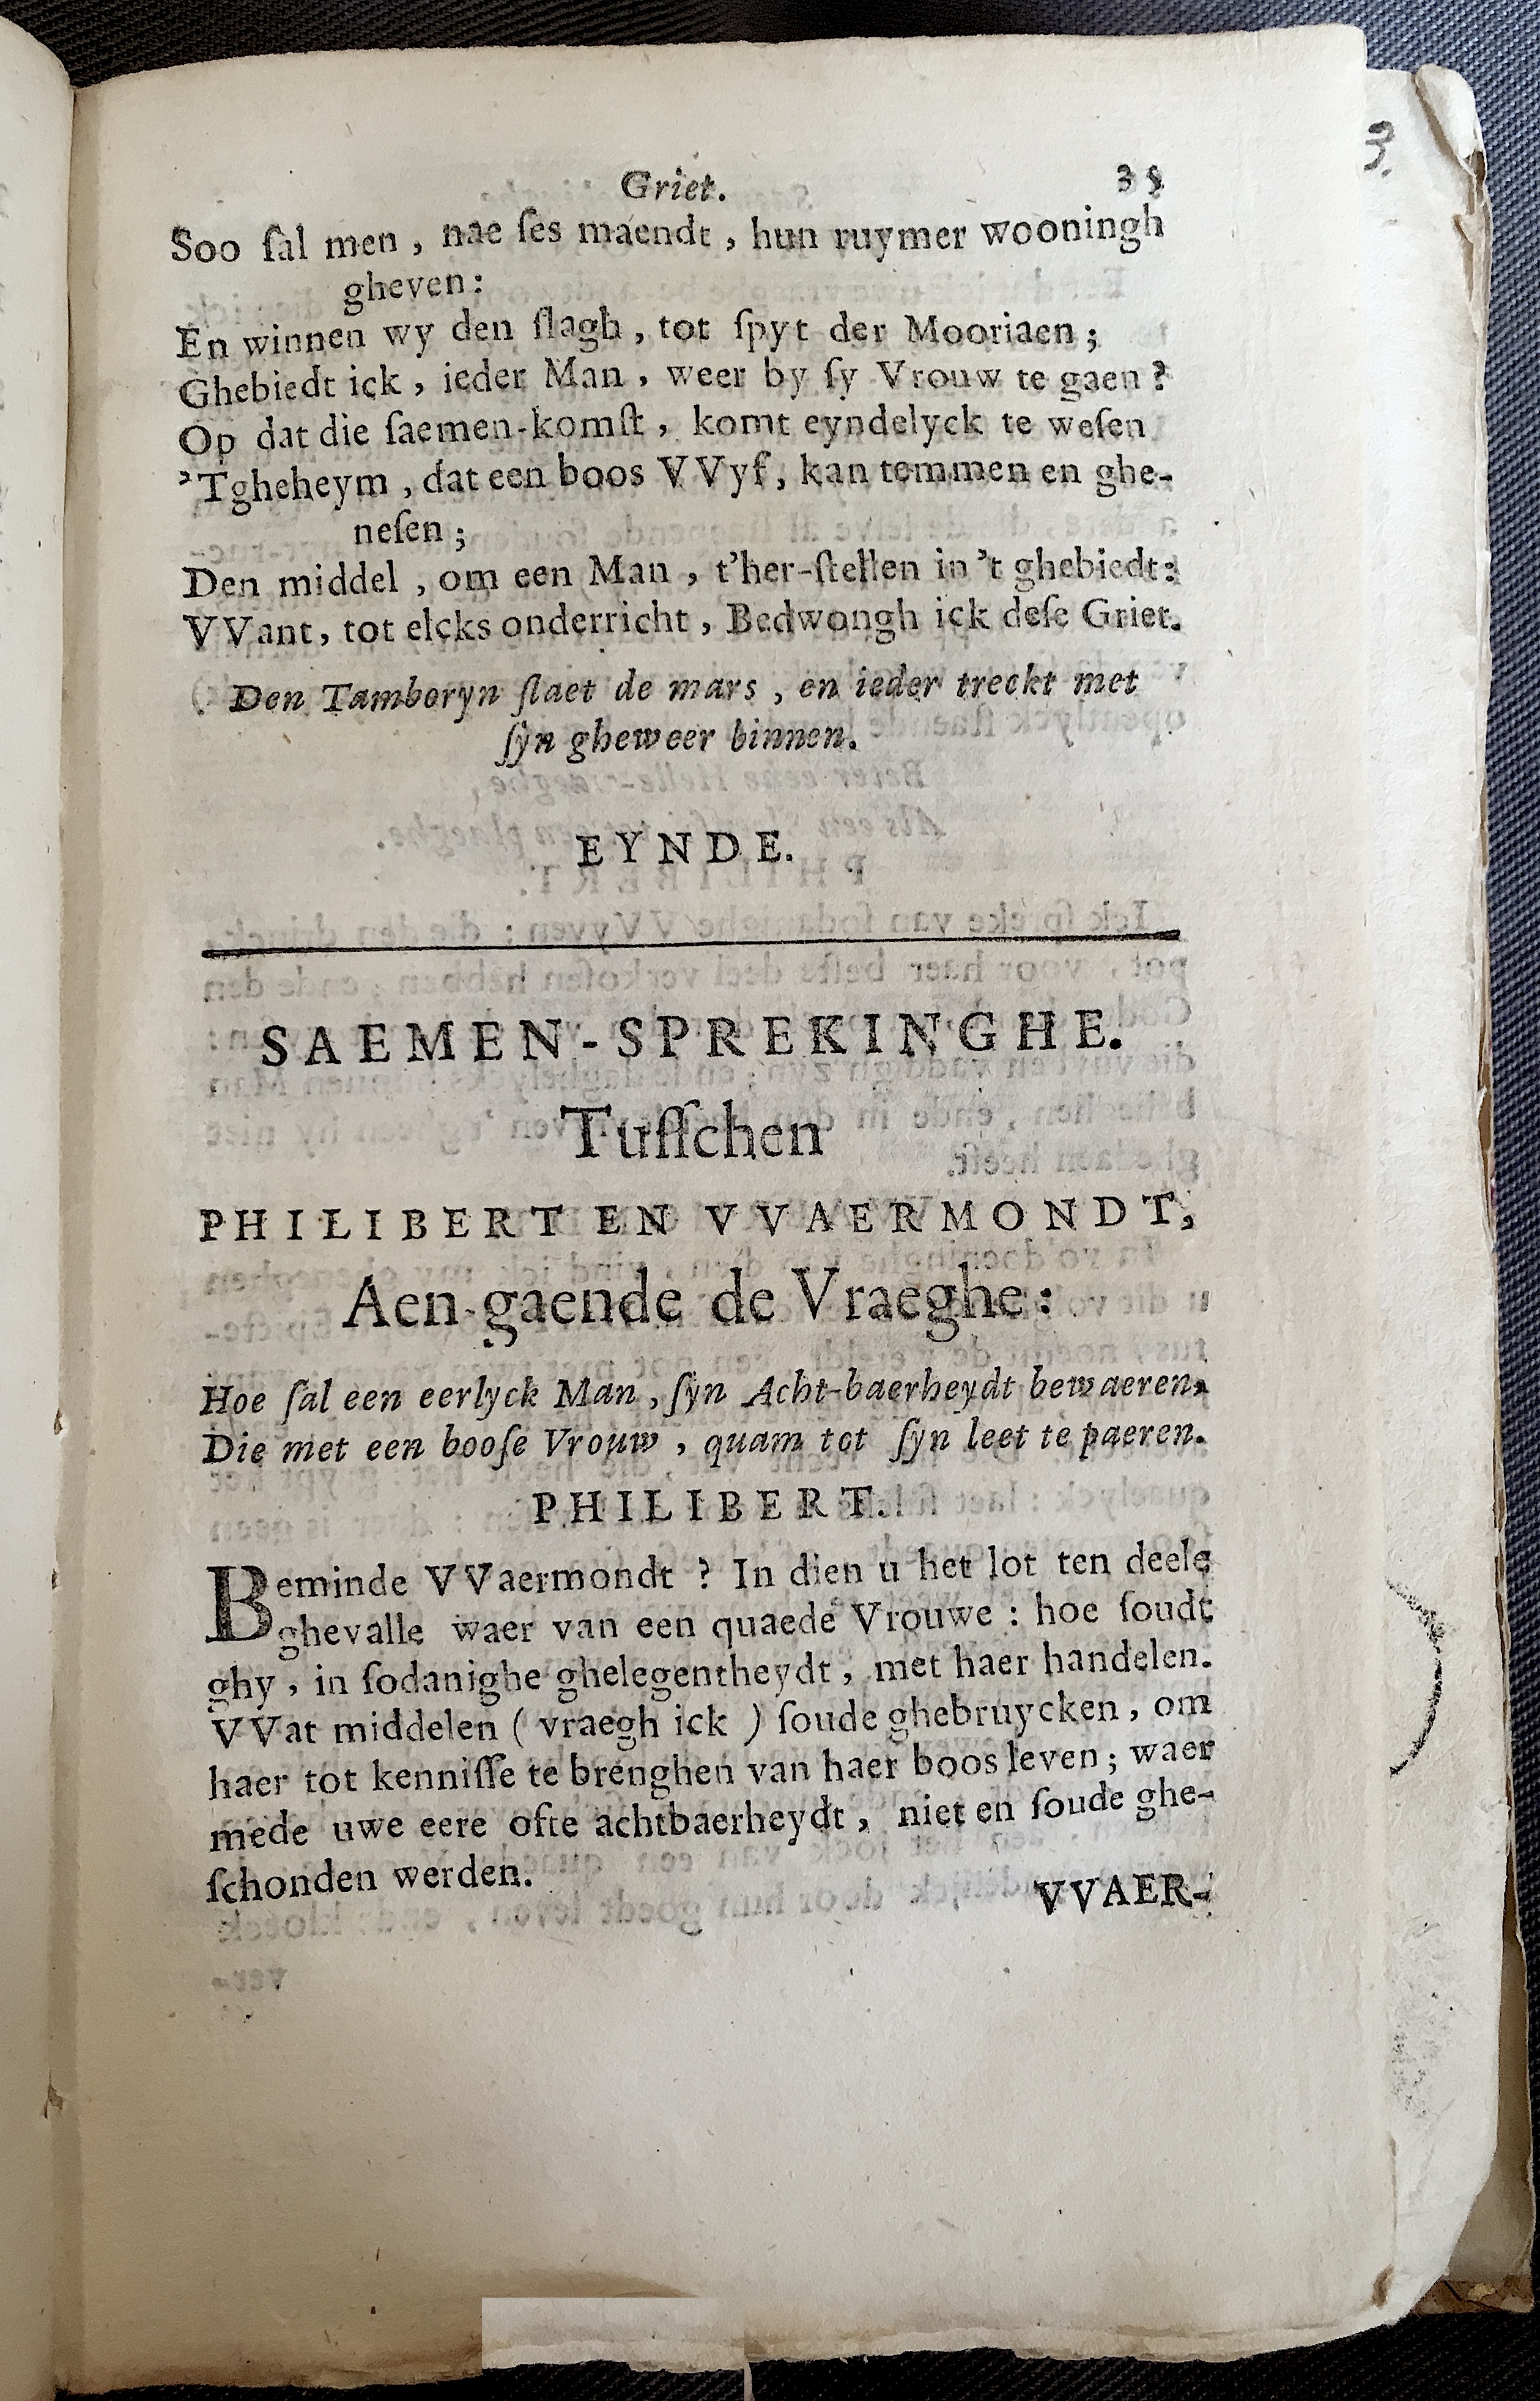 Griet. 35
3.
Soo ſal men , nae ſes maendt , hun ruymer wooningh
gheven :
En winnen wy den ſlagh , tot ſpyt der Mooriaen ;
Ghebiedt ick , ieder Man , weer by ſy Vrouw te gaen ?
Op dat die ſaemen-komſt , komt eyndelyck te weſen
’Tgheheym , dat een boos VVyf , kan temmen en ghe-
neſen ;
Den middel , om een Man , t’her-ſtellen in ’t ghebiedt :
VVant, tot elcks onderricht , Bedwongh ick deſe Griet.
Den Tamboryn ſlaet de mars , en ieder treckt met
ſyn gheweer binnen.
EYNDE.
SAEMEN-SPREKINGHE.
Tuſſchen
PHILIBERT EN VVAERMONDT,
Aen-gaende de Vraeghe :
Hoe ſal een eerlyck Man , ſyn Acht-baerheydt bewaeren,
Die met een booſe Vrouw , quam tot ſyn leet te paeren.
PHILIBERT.
Beminde VVaermondt ? In dien u het lot ten deele
ghevalle waer van een quaede Vrouwe : hoe ſoudt
ghy , in ſodanighe ghelegentheydt , met haer handelen.
VVat middelen ( vraegh ick ) ſoude ghebruycken , om
haer tot kenniſſe te brenghen van haer boos leven ; waer
mede uwe eere ofte achtbaerheydt , niet en ſoude ghe-
ſchonden werden.
VVAER-